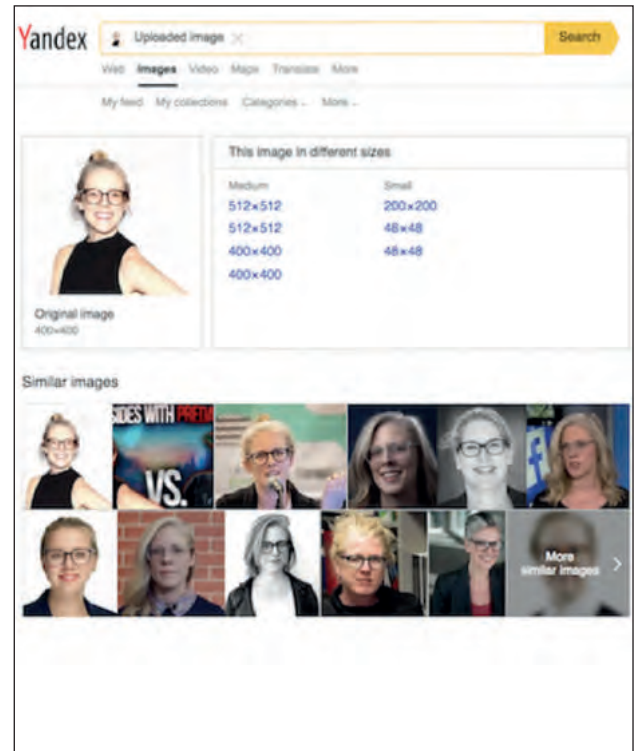 Yandex Uploaded image × Search
Web Images Video Maps Translate More
My feed My collections Categories More
This image in different sizes
Medium Small
512×512 200×200
512×512 48×48
400×400 48×48
400×400
Original image
400×400
Similar images
SIDES WITH
VS.
More
similar images